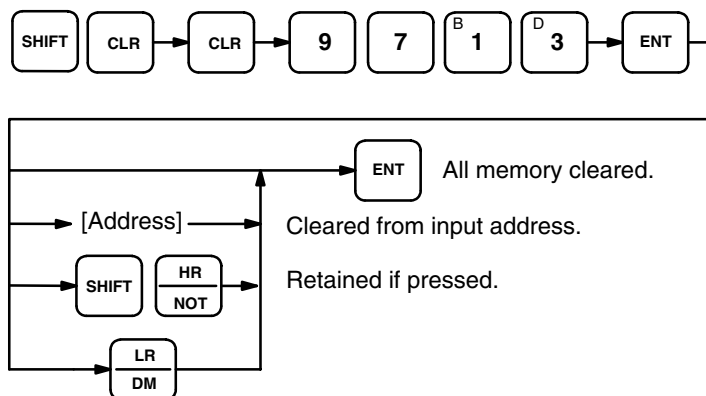 SHIFT CLR CLR 9 7 B 1 D 3 ENT
ENT All memory cleared.
[Address] Cleared from input address.
SHIFT HR NOT Retained if pressed.
LR DM